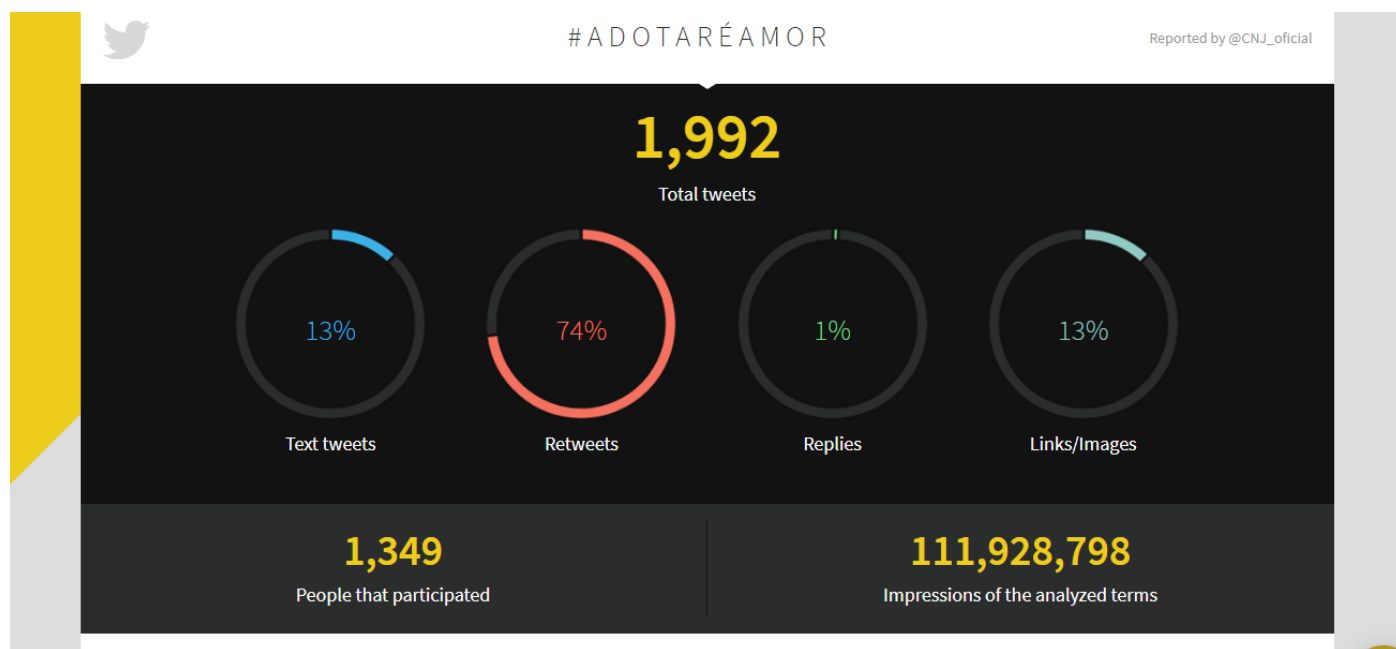 #ADOTARÉAMOR
Reported by @CNJ_oficial
1,992
Total tweets
13%
74%
1%
13%
Text tweets
Retweets
Replies
Links/Images
1,349
111,928,798
People that participated
Impressions of the analyzed terms